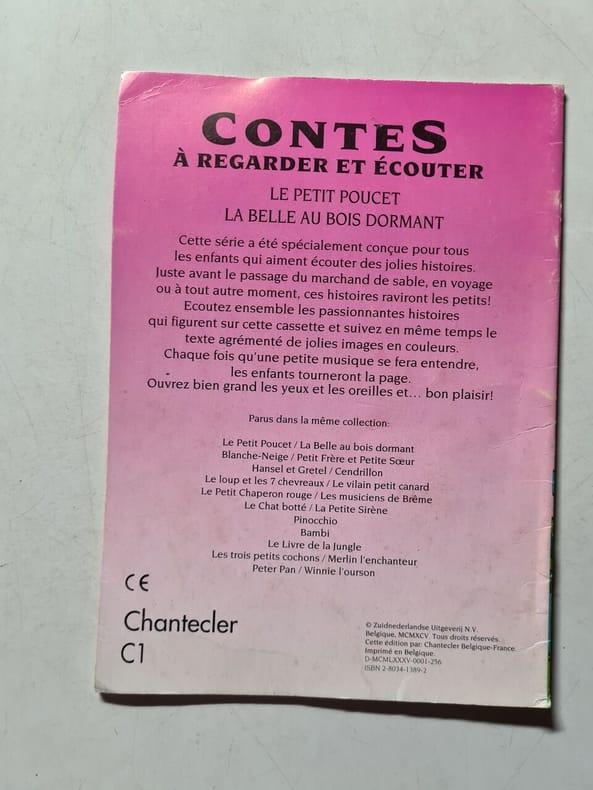 CONTES
À REGARDER ET ÉCOUTER
LE PETIT POUCET
LA BELLE AU BOIS DORMANT
Cette série a été spécialement conçue pour tous
les enfants qui aiment écouter des jolies histoires.
Juste avant le passage du marchand de sable, en voyage
ou à tout autre moment, ces histoires raviront les petits!
Ecoutez ensemble les passionnantes histoires
qui figurent sur cette cassette et suivez en même temps le
texte agrémenté de jolies images en couleurs.
Chaque fois qu'une petite musique se fera entendre,
les enfants tourneront la page.
Ouvrez bien grand les yeux et les oreilles et... bon plaisir!
Parus dans la même collection:
Le Petit Poucet / La Belle au bois dormant
Blanche-Neige / Petit Frère et Petite Sœur
Hansel et Gretel / Cendrillon
Le loup et les 7 chevreaux / Le vilain petit canard
Le Petit Chaperon rouge / Les musiciens de Brême
Le Chat botté / La Petite Sirène
Pinocchio
Bambi
Le Livre de la Jungle
Les trois petits cochons / Merlin l'enchanteur
Peter Pan / Winnie l'ourson
CE
Chantecler
C1
© Zuidnederlandse Uitgeverij N.V.
Belgique, MCMXCV. Tous droits réservés.
Cette édition par: Chantecler Belgique-France.
Imprimé en Belgique.
D-MCMLXXXV-0001-256
ISBN 2-8034-1389-2